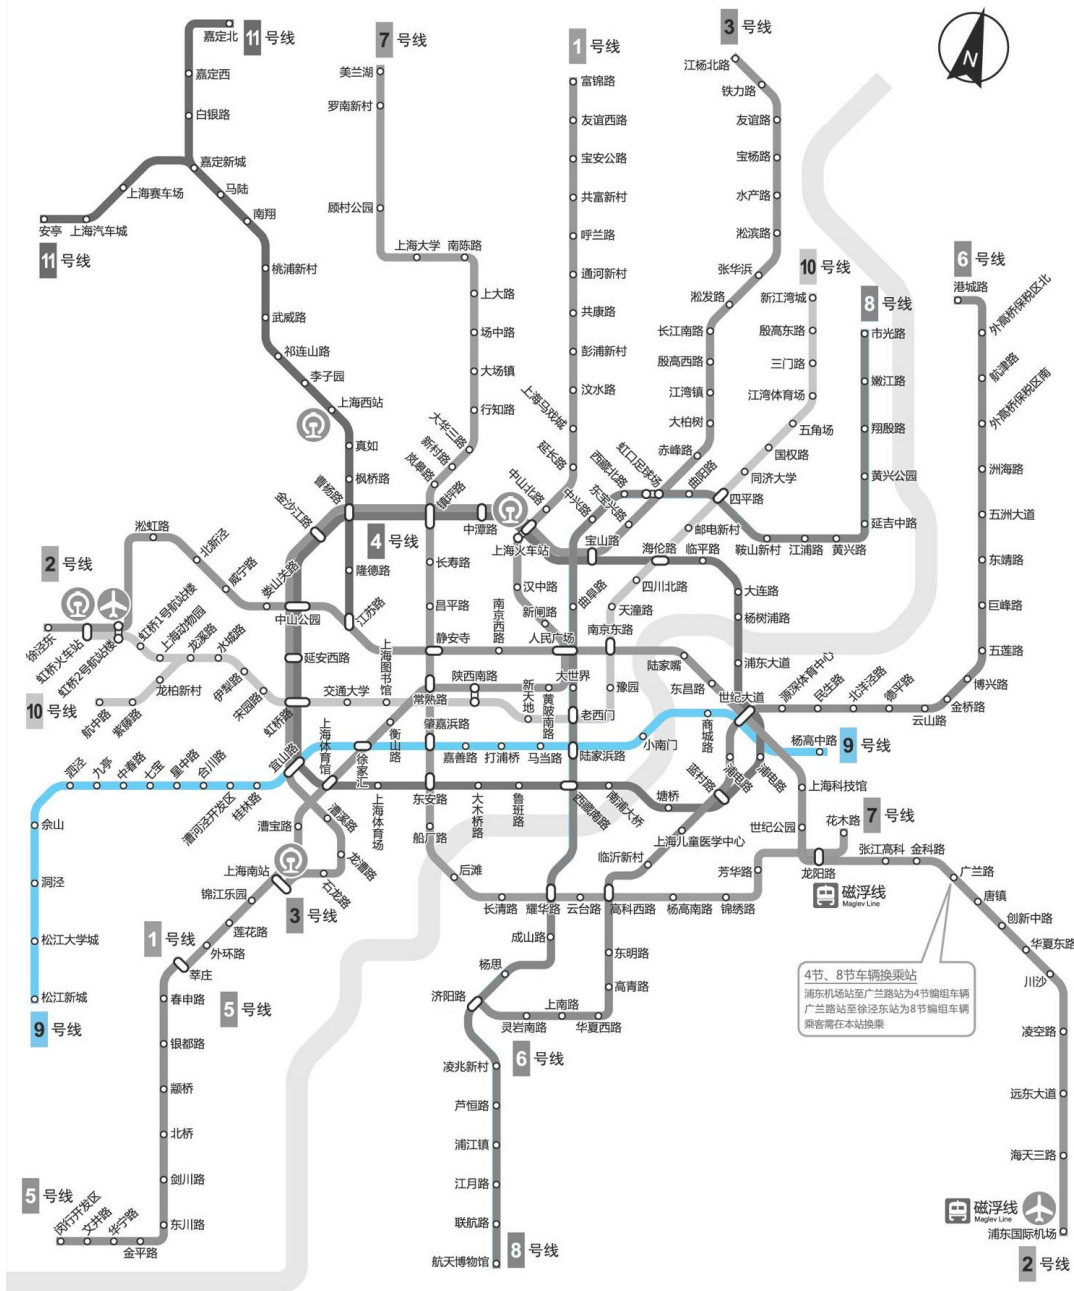 嘉定北
11 号线
嘉定西
白银路
嘉定新城
马陆
南翔
上海赛车场
安亭
上海汽车城
11 号线
桃浦新村
武威路
祁连山路
李子园
上海西站
真如
枫桥路
曹杨路
隆德路
江苏路
7 号线
美兰湖
罗南新村
顾村公园
上海大学
南陈路
上大路
场中路
大场镇
行知路
大华三路
新村路
岚皋路
镇坪路
长寿路
昌平路
静安寺
1 号线
富锦路
友谊西路
宝安公路
共富新村
呼兰路
通河新村
共康路
彭浦新村
汶水路
上海马戏城
延长路
中山北路
上海火车站
汉中路
新闸路
人民广场
3 号线
江杨北路
铁力路
友谊路
宝杨路
水产路
淞滨路
张华浜
淞发路
长江南路
殷高西路
江湾镇
大柏树
赤峰路
虹口足球场
西藏北路
东宝兴路
中兴路
宝山路
N
10 号线
新江湾城
殷高东路
三门路
江湾体育场
五角场
国权路
同济大学
四平路
邮电新村
海伦路
四川北路
天潼路
南京东路
豫园
8 号线
市光路
嫩江路
翔殷路
黄兴公园
延吉中路
黄兴路
江浦路
鞍山新村
曲阳路
曲阜路
6 号线
港城路
外高桥保税区北
航津路
外高桥保税区南
洲海路
五洲大道
东靖路
巨峰路
五莲路
博兴路
金桥路
云山路
德平路
北洋泾路
民生路
源深体育中心
世纪大道
4 号线
中潭路
金沙江路
临平路
大连路
杨树浦路
浦东大道
2 号线
徐泾东
虹桥火车站
虹桥2号航站楼
虹桥1号航站楼
淞虹路
北新泾
威宁路
娄山关路
中山公园
南京西路
陆家嘴
东昌路
上海动物园
龙溪路
水城路
伊犁路
宋园路
虹桥路
龙柏新村
紫藤路
航中路
10 号线
延安西路
交通大学
上海图书馆
常熟路
陕西南路
新天地
黄陂南路
大世界
老西门
肇嘉浜路
衡山路
徐家汇
上海体育馆
宜山路
嘉善路
打浦桥
马当路
陆家浜路
小南门
商城路
杨高中路
9 号线
泗泾
九亭
中春路
七宝
星中路
合川路
漕河泾开发区
桂林路
佘山
洞泾
松江大学城
松江新城
9 号线
漕宝路
漕溪路
龙漕路
石龙路
上海南站
3 号线
锦江乐园
莲花路
外环路
莘庄
1 号线
5 号线
春申路
银都路
颛桥
北桥
剑川路
东川路
金平路
华宁路
文井路
闵行开发区
5 号线
上海体育场
东安路
大木桥路
鲁班路
西藏南路
南浦大桥
塘桥
蓝村路
浦电路
浦电路
上海儿童医学中心
临沂新村
船厂路
后滩
长清路
耀华路
云台路
高科西路
杨高南路
锦绣路
芳华路
龙阳路
花木路
7 号线
上海科技馆
世纪公园
磁浮线
Maglev Line
张江高科
金科路
广兰路
唐镇
创新中路
华夏东路
川沙
凌空路
远东大道
海天三路
浦东国际机场
磁浮线
Maglev Line
2 号线
4节、8节车辆换乘站
浦东机场站至广兰路站为4节编组车辆
广兰路站至徐泾东站为8节编组车辆
乘客需在本站换乘
成山路
杨思
济阳路
东明路
高青路
华夏西路
上南路
灵岩南路
6 号线
凌兆新村
芦恒路
浦江镇
江月路
联航路
航天博物馆
8 号线